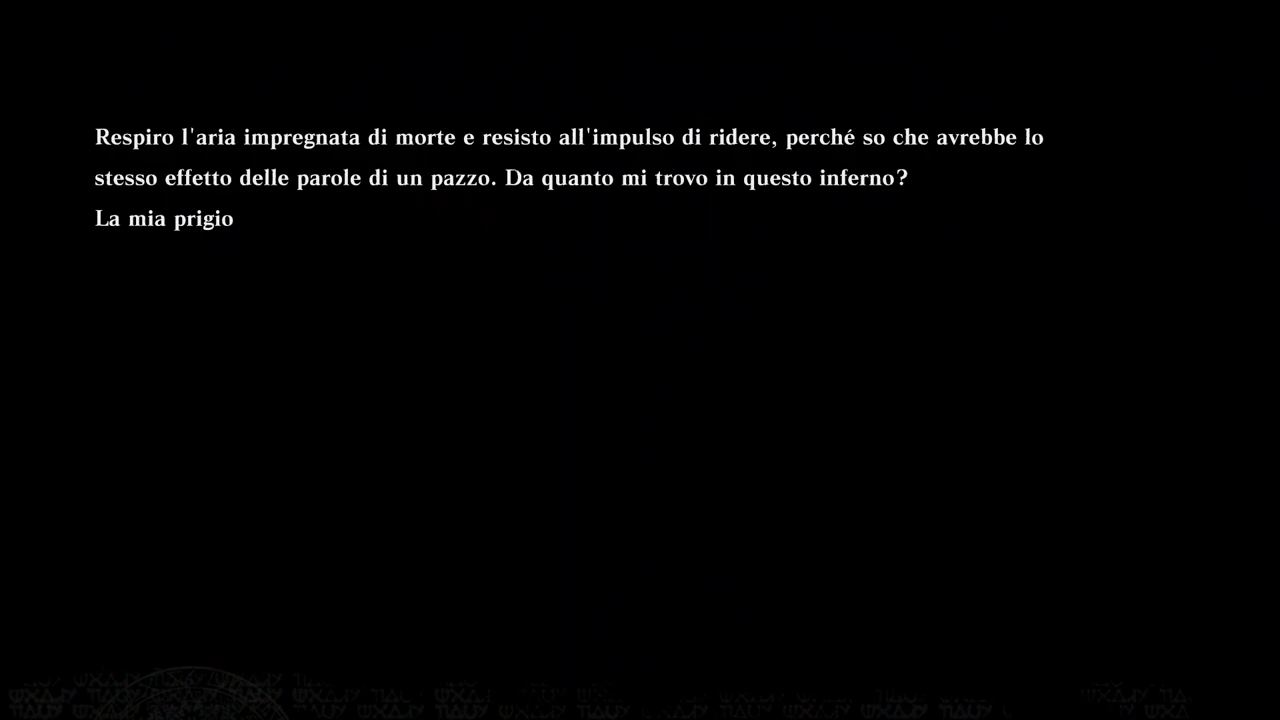 Respiro l'aria impregnata di morte e resisto all'impulso di ridere, perché so che avrebbe lo
stesso effetto delle parole di un pazzo. Da quanto mi trovo in questo inferno?
La mia prigio